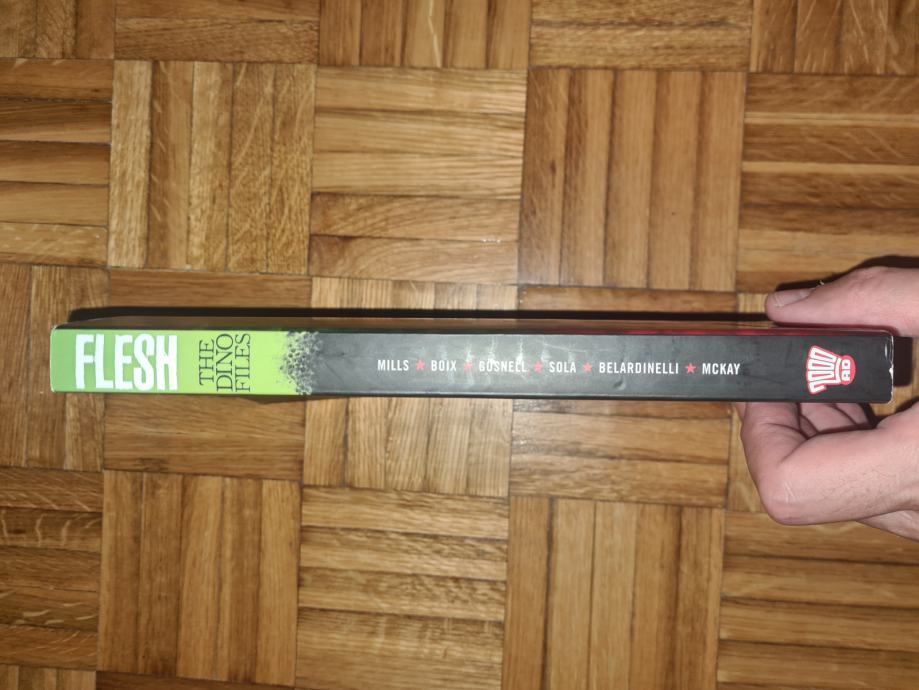 FLESH
THE
DINO
FILES
MILLS ★ BOIX ★ GOSNELL ★ SOLA ★ BELARDINELLI ★ MCKAY
2000
AD